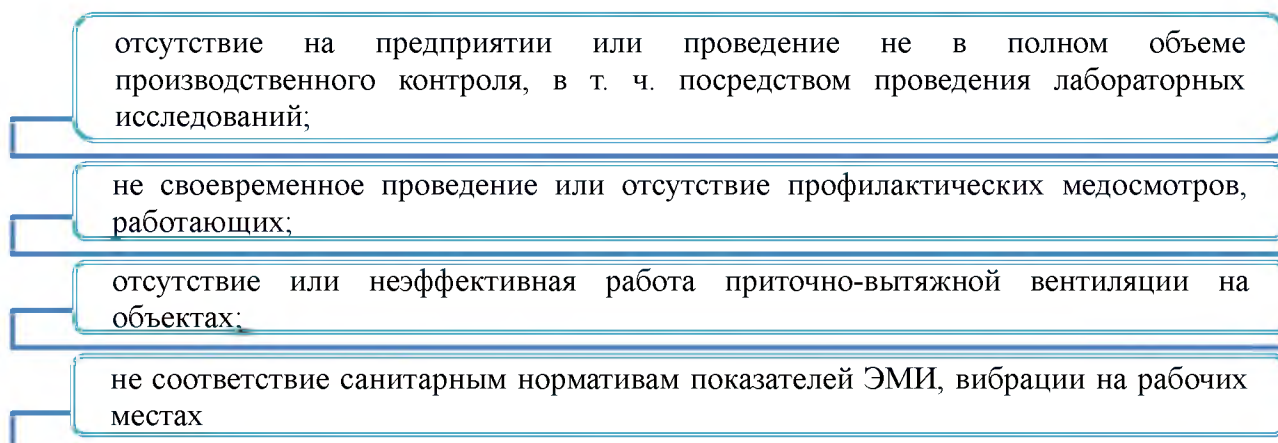 отсутствие на предприятии или проведение не в полном объеме
производственного контроля, в т. ч. посредством проведения лабораторных
исследований;
не своевременное проведение или отсутствие профилактических медосмотров,
работающих;
отсутствие или неэффективная работа приточно-вытяжной вентиляции на
объектах;
не соответствие санитарным нормативам показателей ЭМИ, вибрации на рабочих
местах